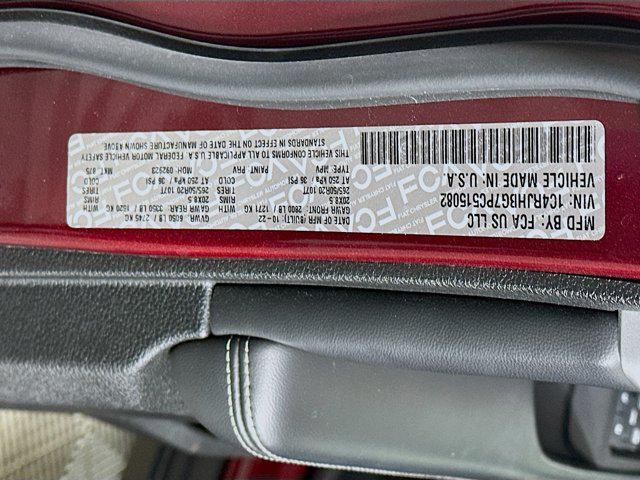 MFD BY: FCA US LLC
DATE OF MFR (BUILT): 10-22 GVWR: 6052 LB / 2745 KG
GAWR FRONT: 2800 LB 1271 KG GAWR REAR: 3350 LB 1520 KG
20X8.5 RIMS 20X8.5 RIMS
265/50R20 107T TIRES 265/50R20 107T TIRES
AT 250 kPa / 36 PSI COLD AT 250 kPa / 36 PSI COLD
TYPE: MPV PAINT: PRV MDH: MKT:
THIS VEHICLE CONFORMS TO ALL APPLICABLE U.S.A. FEDERAL MOTOR VEHICLE SAFETY
STANDARDS IN EFFECT ON THE DATE OF MANUFACTURE SHOWN ABOVE
VIN: 1C4RJHBG7PC515082
VEHICLE MADE IN: U.S.A.